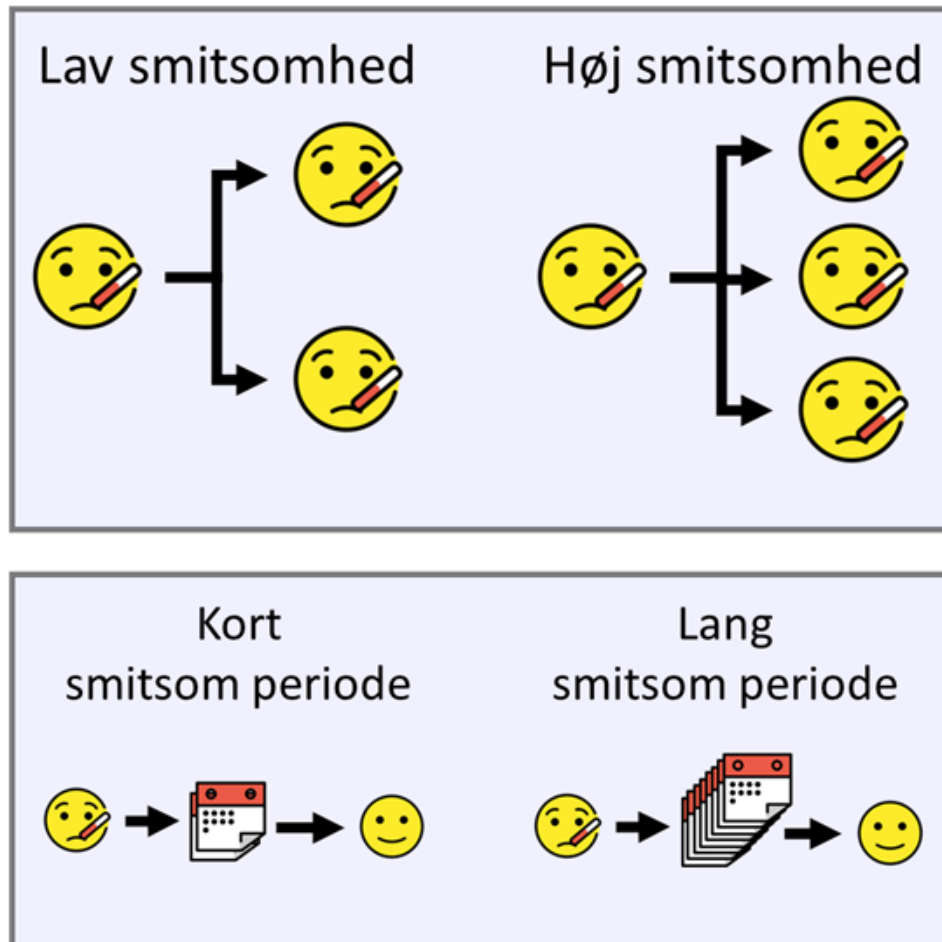 Lav smitsomhed
Høj smitsomhed
Kort
smitsom periode
Lang
smitsom periode